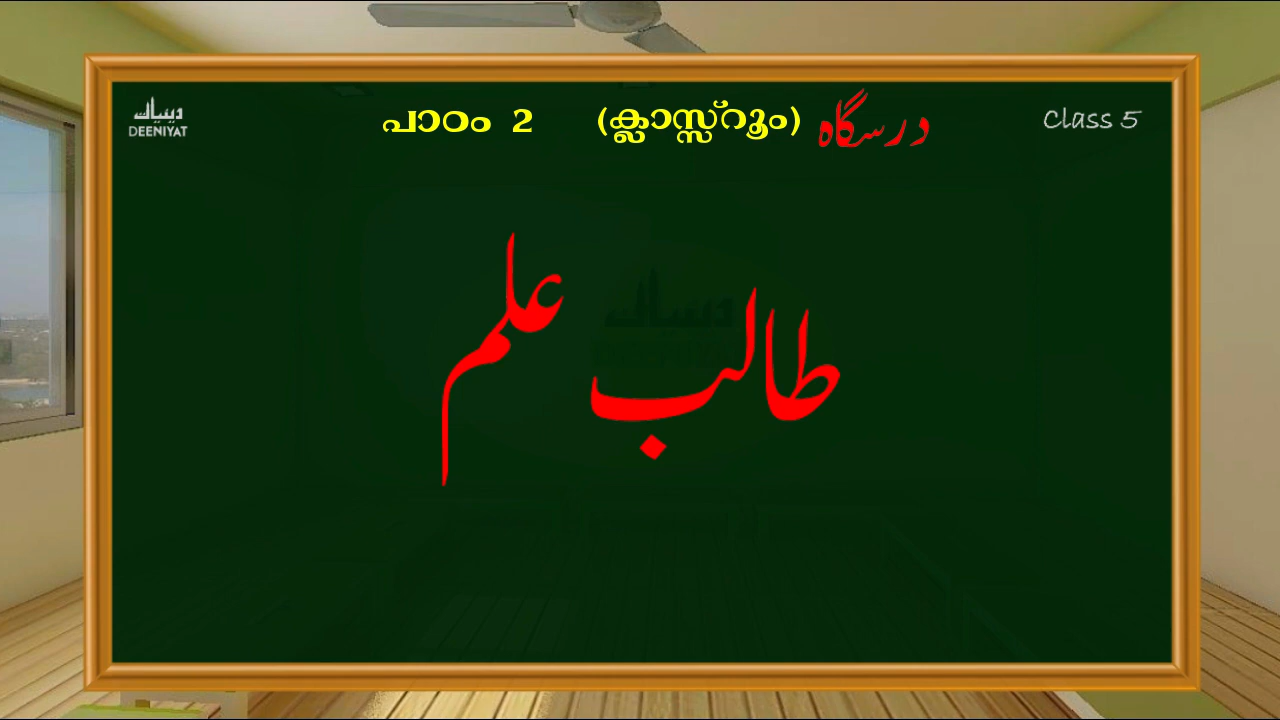 دینیات
DEENIYAT
പാഠം 2 (ക്ലാസ്സ്റൂം) درسگاہ
Class 5
طالب علم